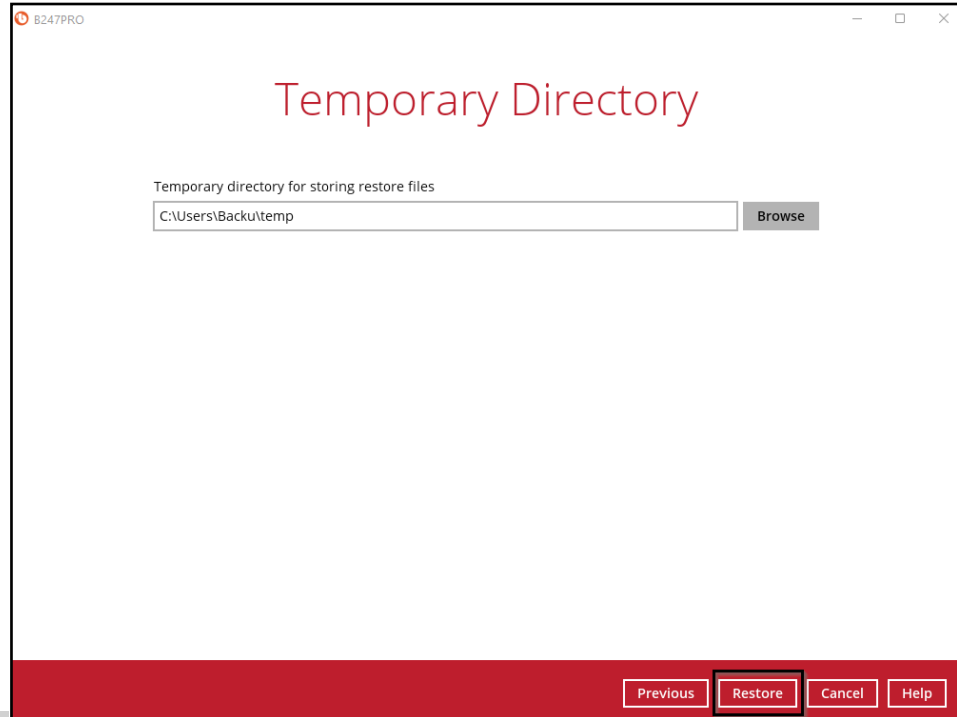 B247PRO
Temporary Directory
Temporary directory for storing restore files
C:\Users\Backu\temp Browse
Previous Restore Cancel Help